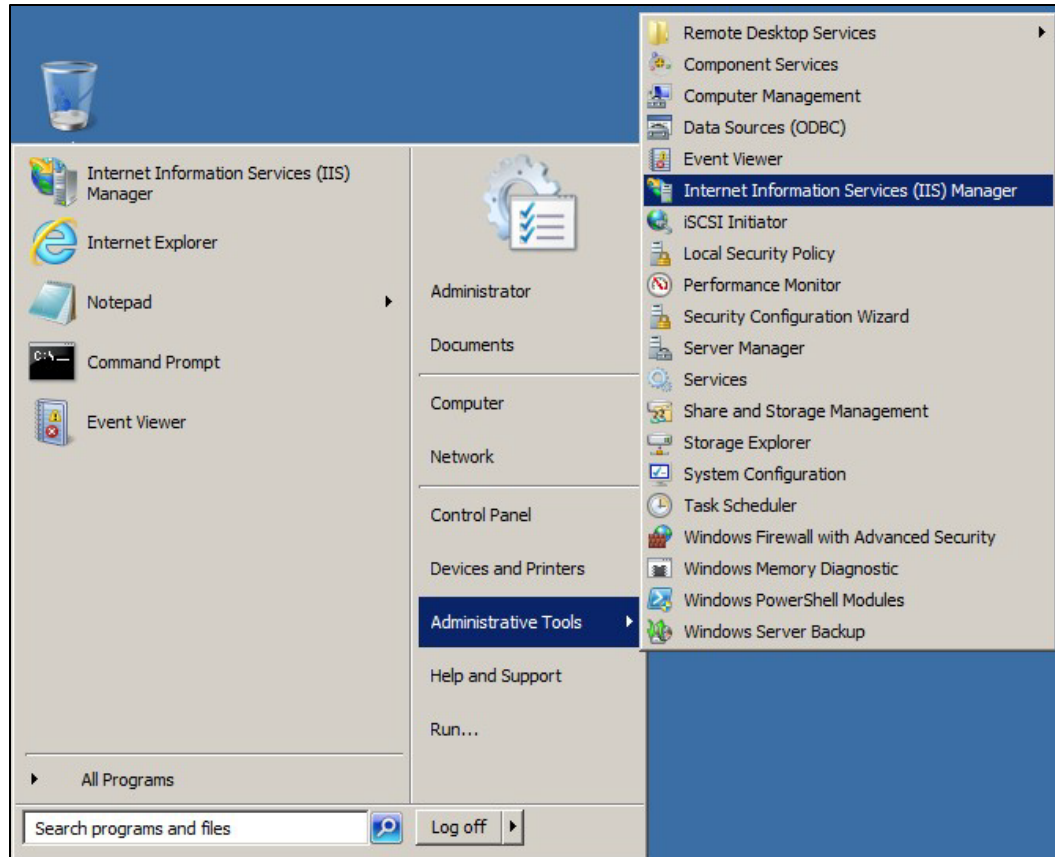 Internet Information Services (IIS)
Manager
Internet Explorer
Notepad
C:\
Command Prompt
Event Viewer
All Programs
Search programs and files
Administrator
Documents
Computer
Network
Control Panel
Devices and Printers
Administrative Tools
Help and Support
Run...
Log off
Remote Desktop Services
Component Services
Computer Management
Data Sources (ODBC)
Event Viewer
Internet Information Services (IIS) Manager
iSCSI Initiator
Local Security Policy
Performance Monitor
Security Configuration Wizard
Server Manager
Services
Share and Storage Management
Storage Explorer
System Configuration
Task Scheduler
Windows Firewall with Advanced Security
Windows Memory Diagnostic
Windows PowerShell Modules
Windows Server Backup